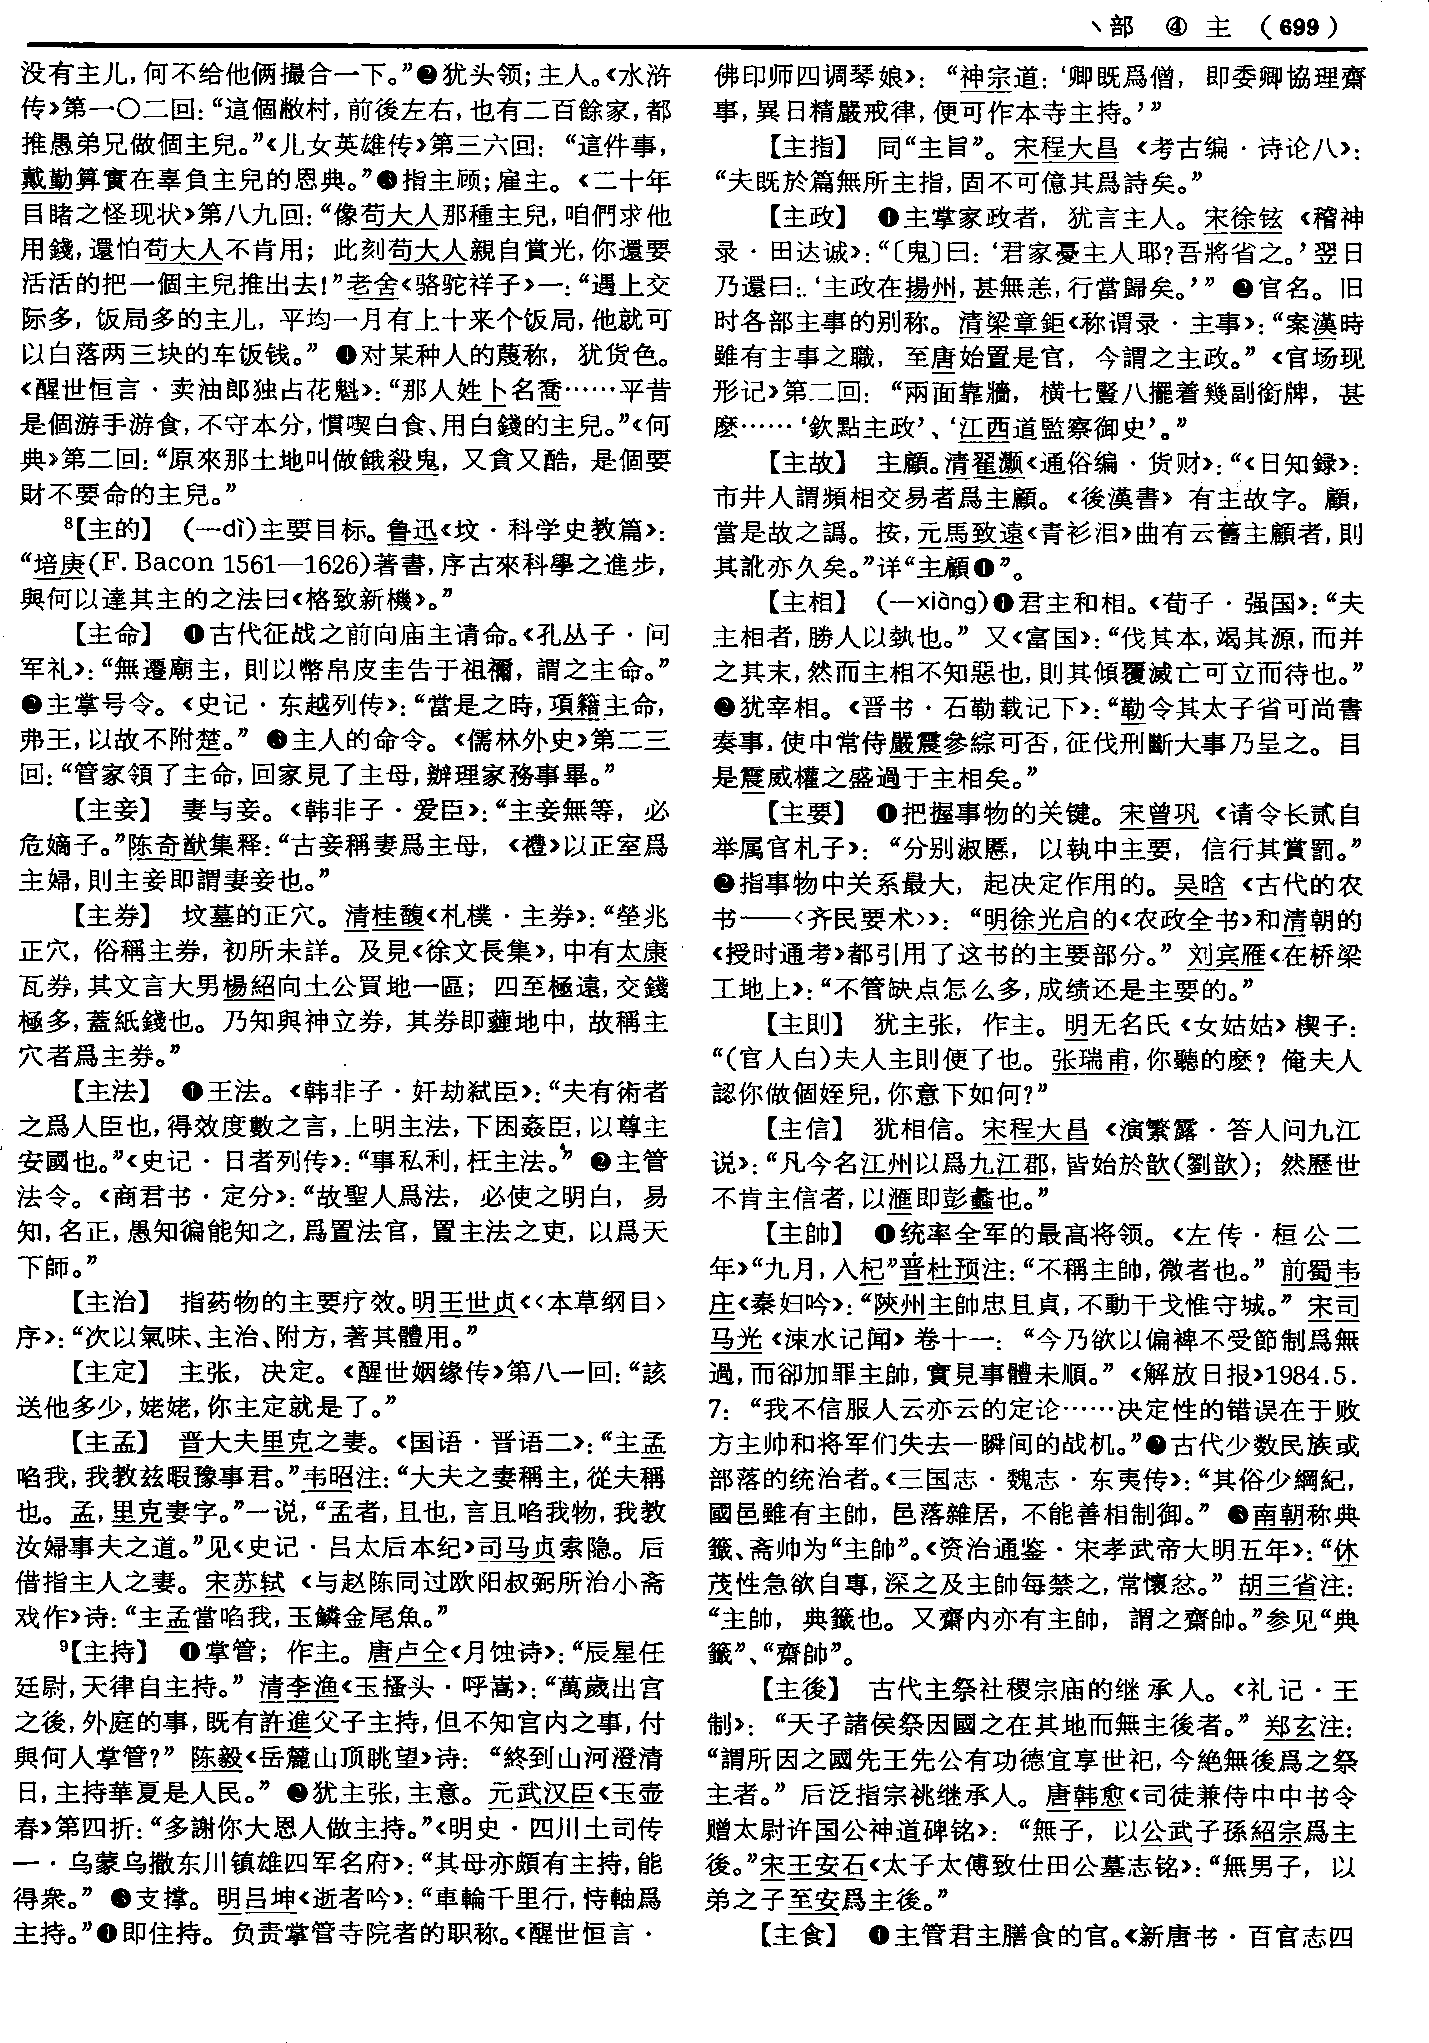 丶部 ④ 主 （699）
没有主儿，何不给他俩撮合一下。”❷犹头领；主人。《水浒
传》第一〇二回：“這個敝村，前後左右，也有二百餘家，都
推愚弟兄做個主兒。”《儿女英雄传》第三六回：“這件事，
戴勤算實在辜負主兒的恩典。”❸指主顾；雇主。《二十年
目睹之怪现状》第八九回：“像苟大人那種主兒，咱們求他
用錢，還怕苟大人不肯用；此刻苟大人親自賞光，你還要
活活的把一個主兒推出去！”老舍《骆驼祥子》一：“遇上交
际多，饭局多的主儿，平均一月有上十来个饭局，他就可
以白落两三块的车饭钱。”❹对某种人的蔑称，犹货色。
《醒世恒言·卖油郎独占花魁》：“那人姓卜名喬……平昔
是個游手游食，不守本分，慣喫白食、用白錢的主兒。”《何
典》第二回：“原來那土地叫做餓殺鬼，又貪又酷，是個要
財不要命的主兒。”
⁸【主的】（—dì）主要目标。鲁迅《坟·科学史教篇》：
“培庚（F. Bacon 1561—1626）著書，序古來科學之進步，
與何以達其主的之法曰《格致新機》。”
【主命】❶古代征战之前向庙主请命。《孔丛子·问
军礼》：“無遷廟主，則以幣帛皮圭告于祖禰，謂之主命。”
❷主掌号令。《史记·东越列传》：“當是之時，項籍主命，
弗王，以故不附楚。”❸主人的命令。《儒林外史》第二三
回：“管家領了主命，回家見了主母，辦理家務事畢。”
【主妾】妻与妾。《韩非子·爱臣》：“主妾無等，必
危嫡子。”陈奇猷集释：“古妾稱妻爲主母，《禮》以正室爲
主婦，則主妾即謂妻妾也。”
【主券】坟墓的正穴。清桂馥《札樸·主券》：“塋兆
正穴，俗稱主券，初所未詳。及見《徐文長集》，中有太康
瓦券，其文言大男楊紹向土公買地一區；四至極遠，交錢
極多，蓋紙錢也。乃知與神立券，其券即薶地中，故稱主
穴者爲主券。”
【主法】❶王法。《韩非子·奸劫弑臣》：“夫有術者
之爲人臣也，得效度數之言，上明主法，下困姦臣，以尊主
安國也。”《史记·日者列传》：“事私利，枉主法。”❷主管
法令。《商君书·定分》：“故聖人爲法，必使之明白，易
知，名正，愚知徧能知之，爲置法官，置主法之吏，以爲天
下師。”
【主治】指药物的主要疗效。明王世贞《〈本草纲目〉
序》：“次以氣味、主治、附方，著其體用。”
【主定】主张，决定。《醒世姻缘传》第八一回：“該
送他多少，姥姥，你主定就是了。”
【主孟】晋大夫里克之妻。《国语·晋语二》：“主孟
啗我，我教兹暇豫事君。”韦昭注：“大夫之妻稱主，從夫稱
也。孟，里克妻字。”一说，“孟者，且也，言且啗我物，我教
汝婦事夫之道。”见《史记·吕太后本纪》司马贞索隐。后
借指主人之妻。宋苏轼《与赵陈同过欧阳叔弼所治小斋
戏作》诗：“主孟當啗我，玉鱗金尾魚。”
⁹【主持】❶掌管；作主。唐卢仝《月蚀诗》：“辰星任
廷尉，天律自主持。”清李渔《玉搔头·呼嵩》：“萬歲出宫
之後，外庭的事，既有許進父子主持，但不知宫内之事，付
與何人掌管？”陈毅《岳麓山顶眺望》诗：“終到山河澄清
日，主持華夏是人民。”❷犹主张，主意。元武汉臣《玉壶
春》第四折：“多謝你大恩人做主持。”《明史·四川土司传
一·乌蒙乌撒东川镇雄四军名府》：“其母亦頗有主持，能
得衆。”❸支撑。明吕坤《逝者吟》：“車輪千里行，恃軸爲
主持。”❹即住持。负责掌管寺院者的职称。《醒世恒言·
佛印师四调琴娘》：“神宗道：‘卿既爲僧，即委卿協理齋
事，異日精嚴戒律，便可作本寺主持。’”
【主指】同“主旨”。宋程大昌《考古编·诗论八》：
“夫既於篇無所主指，固不可億其爲詩矣。”
【主政】❶主掌家政者，犹言主人。宋徐铉《稽神
录·田达诚》：“〔鬼〕曰：‘君家憂主人耶？吾將省之。’翌日
乃還曰：‘主政在揚州，甚無恙，行當歸矣。’”❷官名。旧
时各部主事的别称。清梁章鉅《称谓录·主事》：“案漢時
雖有主事之職，至唐始置是官，今謂之主政。”《官场现
形记》第二回：“兩面靠牆，横七豎八擺着幾副銜牌，甚
麽……‘欽點主政’、‘江西道監察御史’。”
【主故】主顧。清翟灏《通俗编·货财》：“《日知録》：
市井人謂頻相交易者爲主顧。《後漢書》有主故字。顧，
當是故之譌。按，元馬致遠《青衫泪》曲有云舊主顧者，則
其訛亦久矣。”详“主顧❶”。
【主相】（—xiàng）❶君主和相。《荀子·强国》：“夫
主相者，勝人以埶也。”又《富国》：“伐其本，竭其源，而并
之其末，然而主相不知惡也，則其傾覆滅亡可立而待也。”
❷犹宰相。《晋书·石勒载记下》：“勒令其太子省可尚書
奏事，使中常侍嚴震參綜可否，征伐刑斷大事乃呈之。自
是震威權之盛過于主相矣。”
【主要】❶把握事物的关键。宋曾巩《请令长贰自
举属官札子》：“分别淑慝，以執中主要，信行其賞罰。”
❷指事物中关系最大，起决定作用的。吴晗《古代的农
书——〈齐民要术〉》：“明徐光启的《农政全书》和清朝的
《授时通考》都引用了这书的主要部分。”刘宾雁《在桥梁
工地上》：“不管缺点怎么多，成绩还是主要的。”
【主則】犹主张，作主。明无名氏《女姑姑》楔子：
“（官人白）夫人主則便了也。张瑞甫，你聽的麽？俺夫人
認你做個姪兒，你意下如何？”
【主信】犹相信。宋程大昌《演繁露·答人问九江
说》：“凡今名江州以爲九江郡，皆始於歆（劉歆）；然歷世
不肯主信者，以滙即彭蠡也。”
【主帥】❶统率全军的最高将领。《左传·桓公二
年》“九月，入杞”晋杜预注：“不稱主帥，微者也。”前蜀韦
庄《秦妇吟》：“陝州主帥忠且貞，不動干戈惟守城。”宋司
马光《涑水记闻》卷十一：“今乃欲以偏裨不受節制爲無
過，而卻加罪主帥，實見事體未順。”《解放日报》1984.5.
7：“我不信服人云亦云的定论……决定性的错误在于败
方主帅和将军们失去一瞬间的战机。”❷古代少数民族或
部落的统治者。《三国志·魏志·东夷传》：“其俗少綱紀，
國邑雖有主帥，邑落雜居，不能善相制御。”❸南朝称典
籤、斋帅为“主帥”。《资治通鉴·宋孝武帝大明五年》：“休
茂性急欲自專，深之及主帥每禁之，常懷忿。”胡三省注：
“主帥，典籤也。又齋内亦有主帥，謂之齋帥。”参见“典
籤”、“齋帥”。
【主後】古代主祭社稷宗庙的继承人。《礼记·王
制》：“天子諸侯祭因國之在其地而無主後者。”郑玄注：
“謂所因之國先王先公有功德宜享世祀，今絶無後爲之祭
主者。”后泛指宗祧继承人。唐韩愈《司徒兼侍中中书令
赠太尉许国公神道碑铭》：“無子，以公武子孫紹宗爲主
後。”宋王安石《太子太傅致仕田公墓志铭》：“無男子，以
弟之子至安爲主後。”
【主食】❶主管君主膳食的官。《新唐书·百官志四